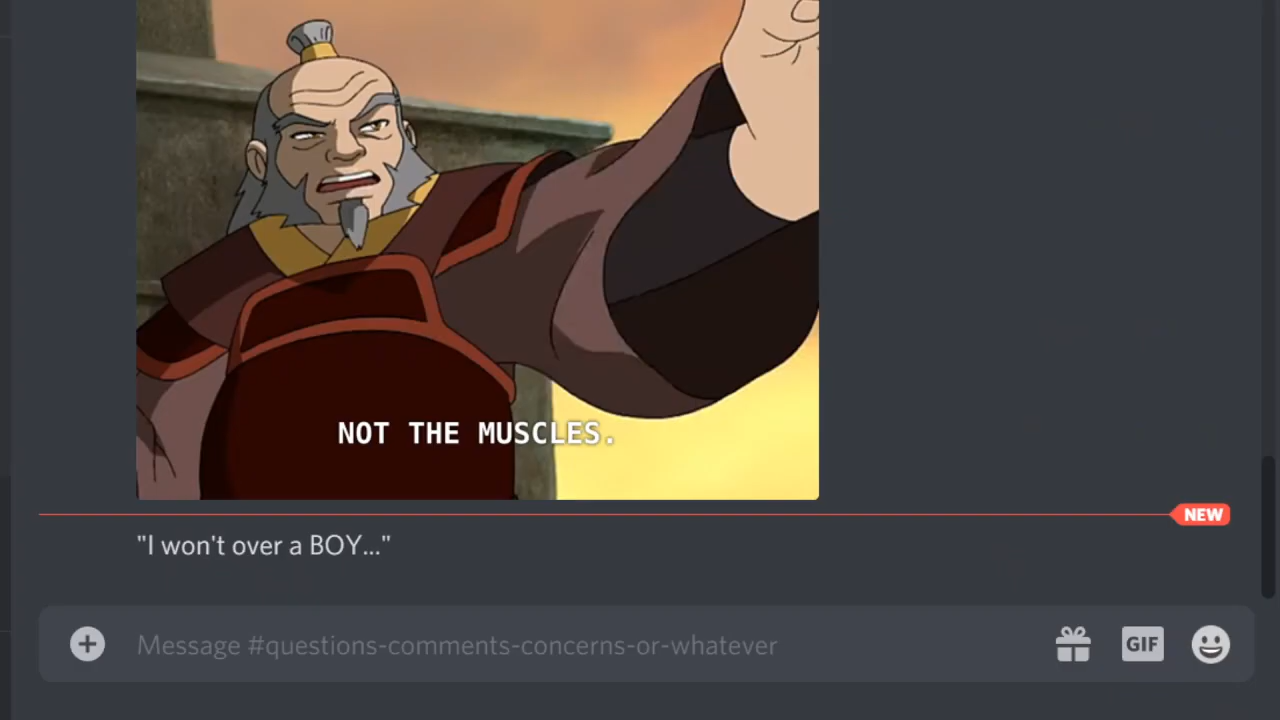 NOT THE MUSCLES.
NEW
"I won't over a BOY..."
Message #questions-comments-concerns-or-whatever
GIF